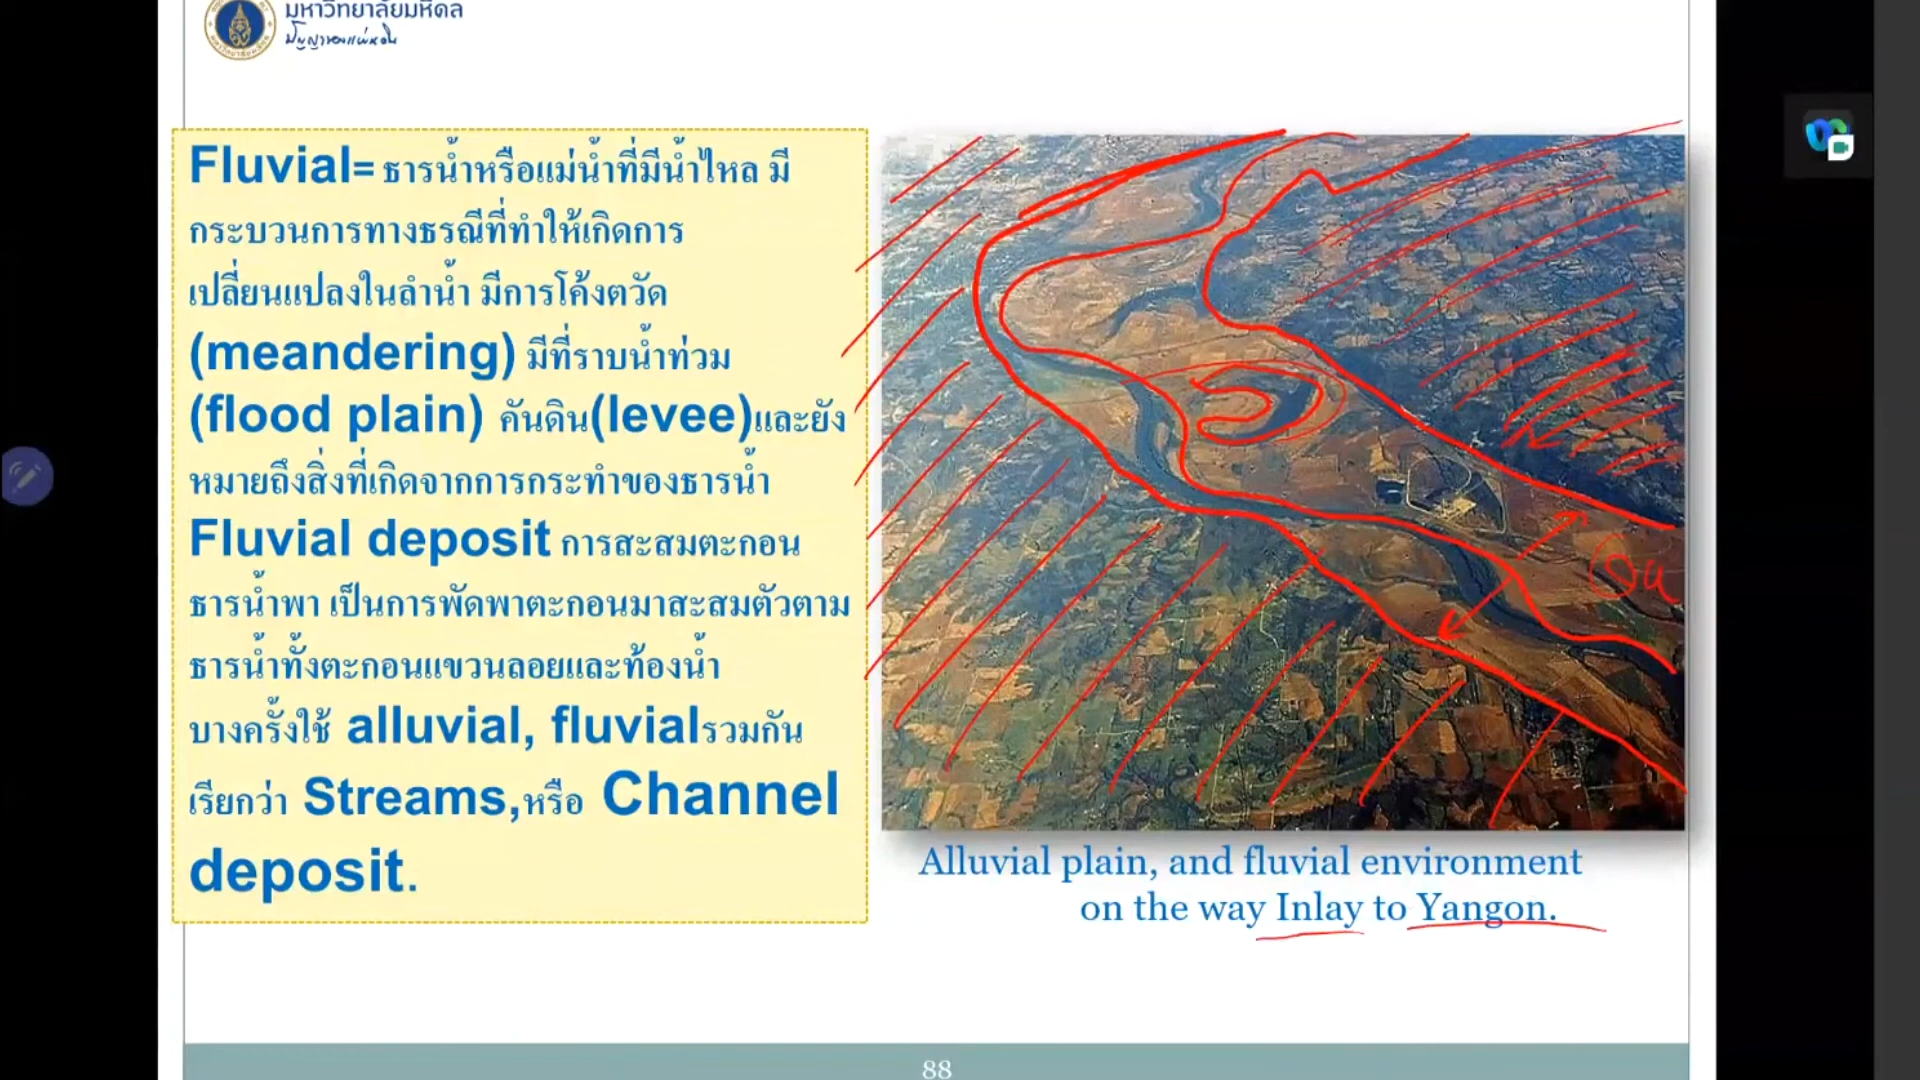 มหาวิทยาลัยมหิดล
ปัญญาของแผ่นดิน
Fluvial= ธารน้ำหรือแม่น้ำที่มีน้ำไหล มี
กระบวนการทางธรณีที่ทำให้เกิดการ
เปลี่ยนแปลงในลำน้ำ มีการโค้งตวัด
(meandering) มีที่ราบน้ำท่วม
(flood plain) คันดิน(levee)และยัง
หมายถึงสิ่งที่เกิดจากการกระทำของธารน้ำ
Fluvial deposit การสะสมตะกอน
ธารน้ำพา เป็นการพัดพาตะกอนมาสะสมตัวตาม
ธารน้ำทั้งตะกอนแขวนลอยและท้องน้ำ
บางครั้งใช้ alluvial, fluvialรวมกัน
เรียกว่า Streams,หรือ Channel
deposit.
Alluvial plain, and fluvial environment
on the way Inlay to Yangon.
88